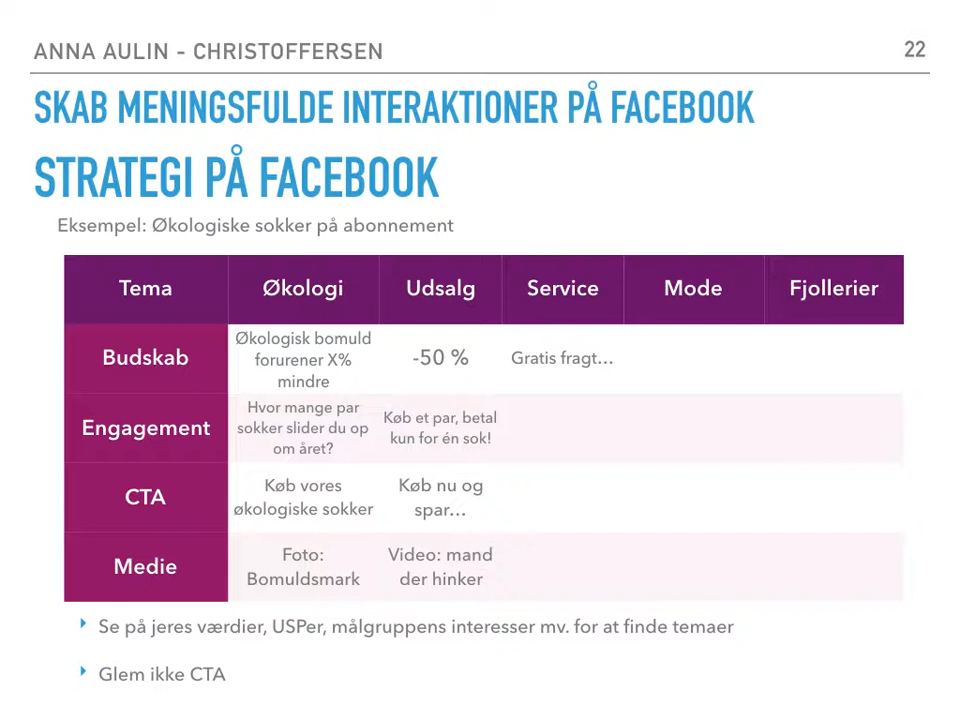 ANNA AULIN - CHRISTOFFERSEN
22
SKAB MENINGSFULDE INTERAKTIONER PÅ FACEBOOK
STRATEGI PÅ FACEBOOK
Eksempel: Økologiske sokker på abonnement
Tema Økologi Udsalg Service Mode Fjollerier
Budskab
Økologisk bomuld
forurener X%
mindre
-50 %
Gratis fragt…
Engagement
Hvor mange par
sokker slider du op
om året?
Køb et par, betal
kun for én sok!
CTA
Køb vores
økologiske sokker
Køb nu og
spar…
Medie
Foto:
Bomuldsmark
Video: mand
der hinker
Se på jeres værdier, USPer, målgruppens interesser mv. for at finde temaer
Glem ikke CTA